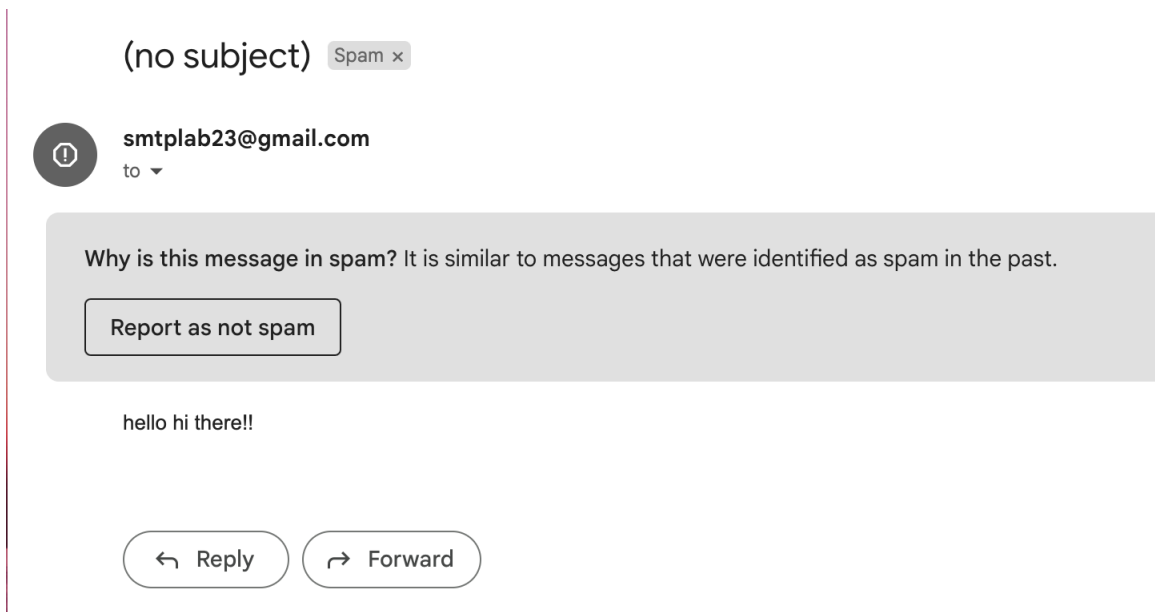 (no subject) Spam ×
smtplab23@gmail.com
to
Why is this message in spam? It is similar to messages that were identified as spam in the past.
Report as not spam
hello hi there!!
Reply Forward